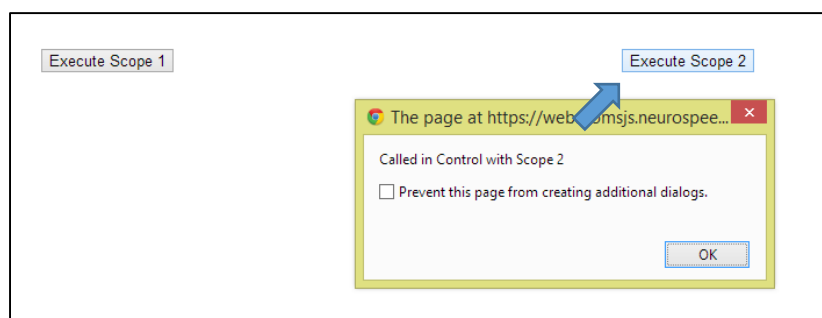 Execute Scope 1
Execute Scope 2
The page at https://web msjs.neurospee...
Called in Control with Scope 2
Prevent this page from creating additional dialogs.
OK